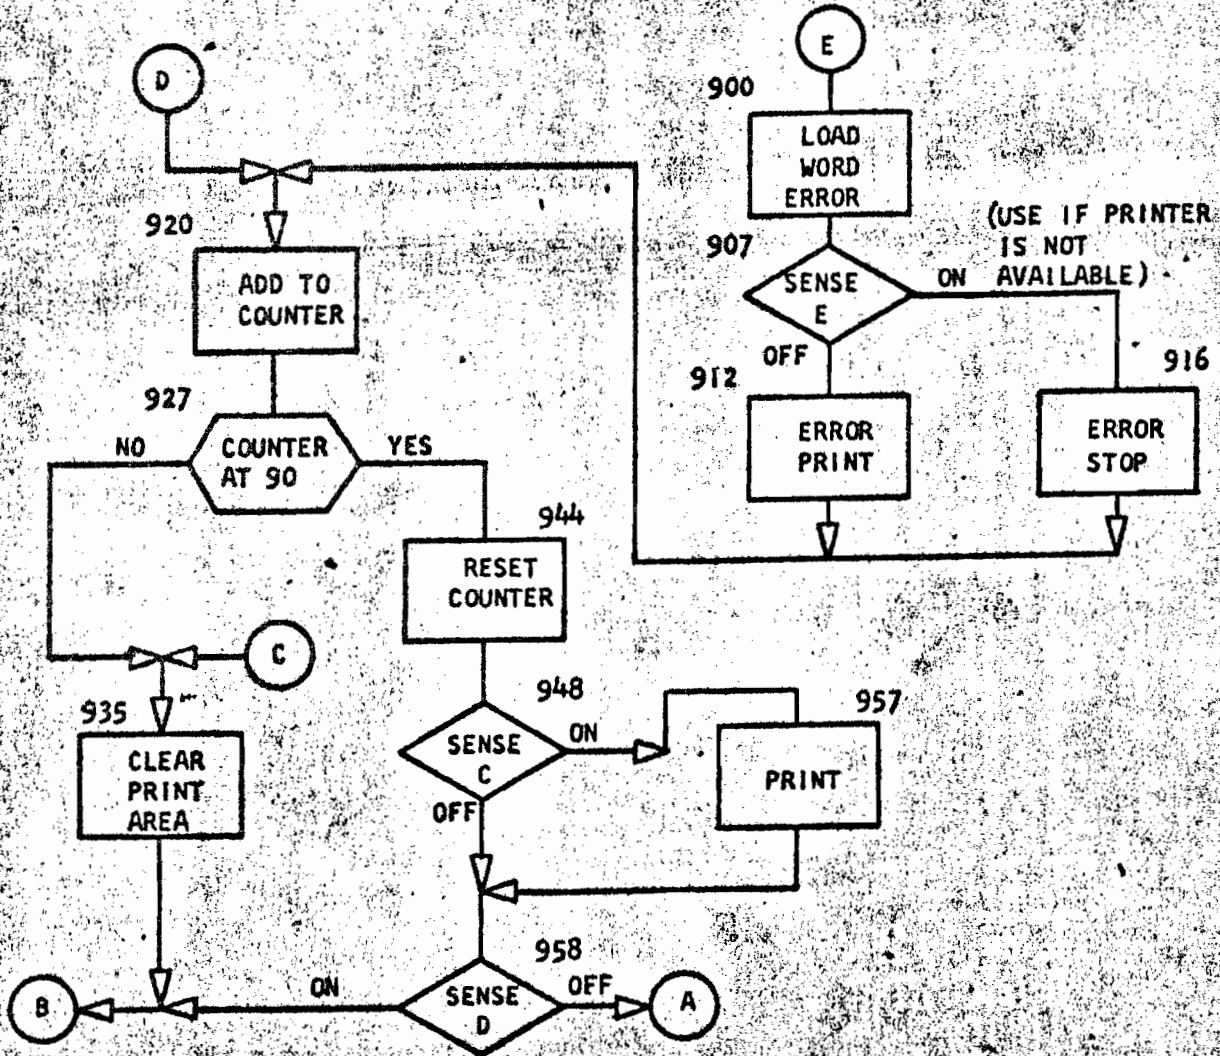 E
D
900
LOAD
WORD
ERROR
920
907
(USE IF PRINTER
IS NOT
AVAILABLE)
ADD TO
COUNTER
SENSE
E
ON
OFF
912
916
927
NO
COUNTER
AT 90
YES
ERROR
PRINT
ERROR
STOP
944
RESET
COUNTER
C
935
948
957
CLEAR
PRINT
AREA
SENSE
C
ON
PRINT
OFF
958
B
ON
SENSE
D
OFF
A